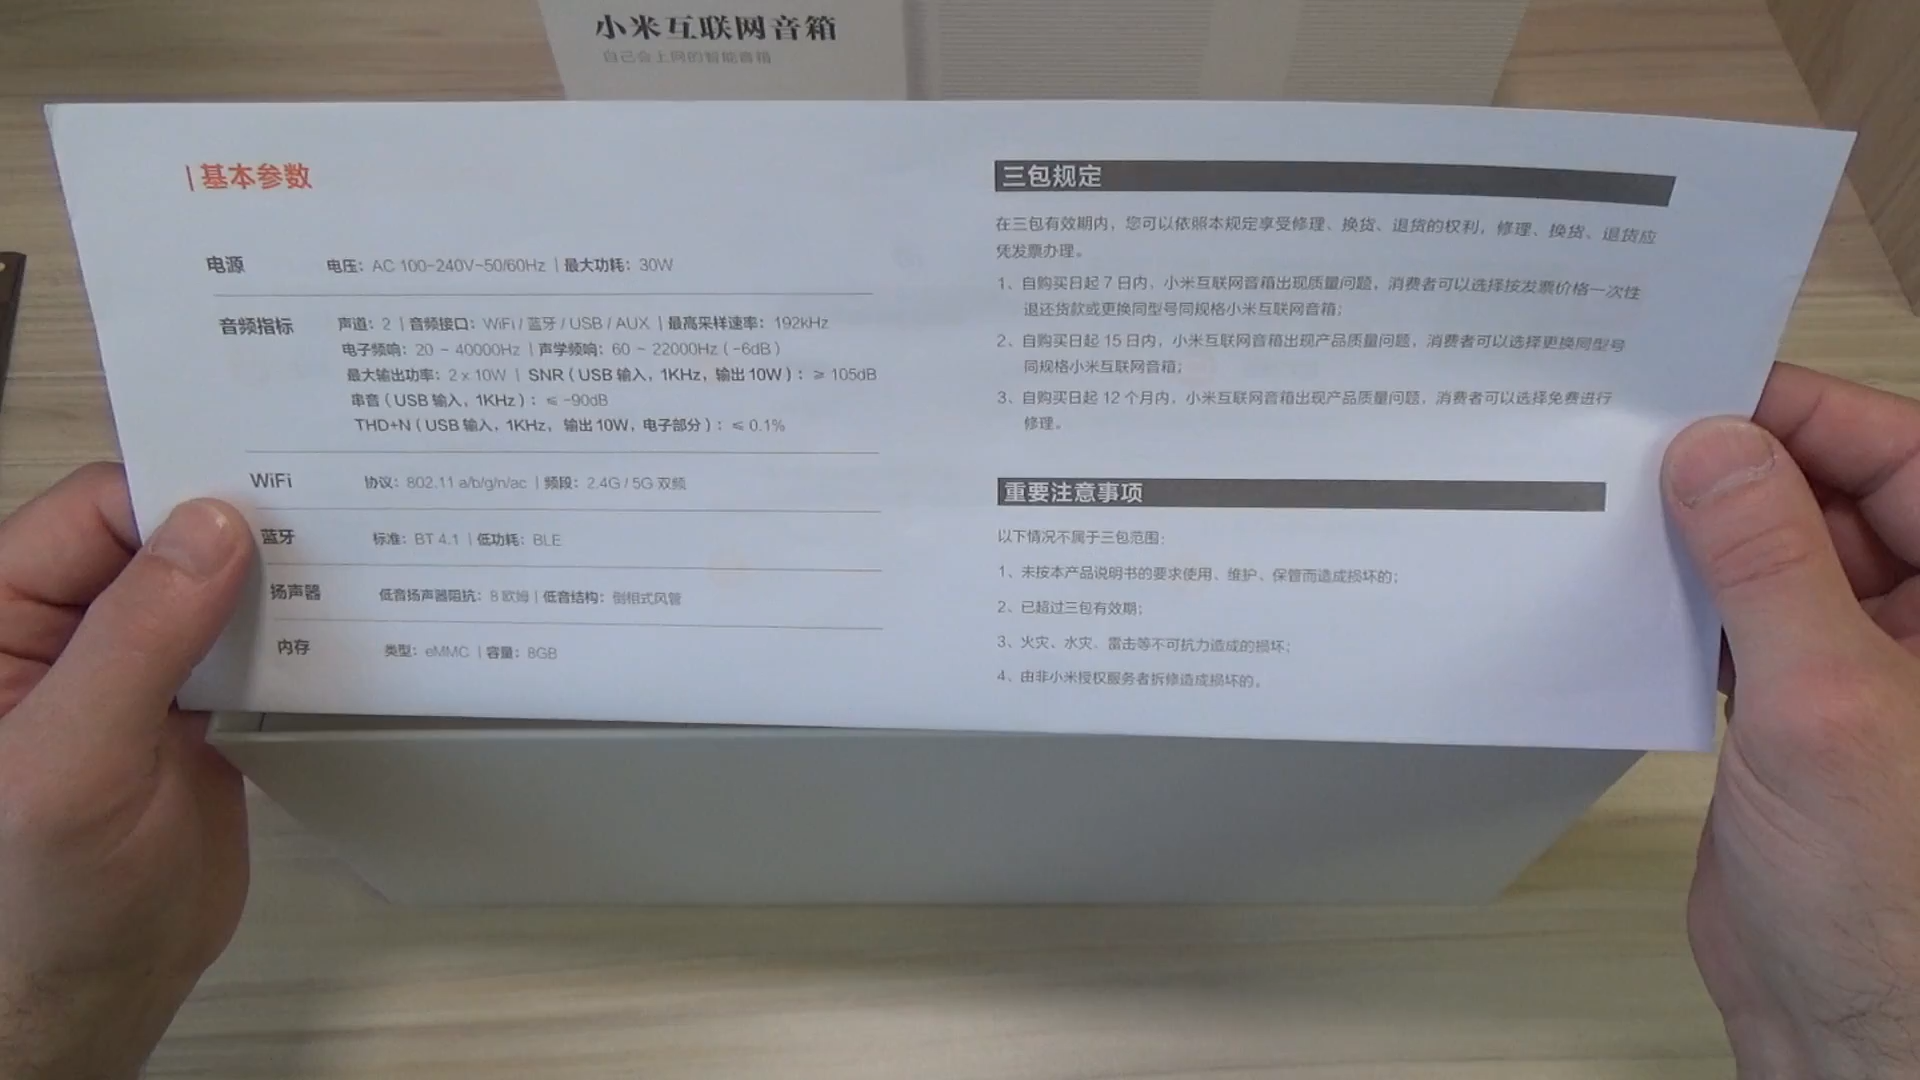 小米互联网音箱
自己会上网的智能音箱
基本参数
电源 电压：AC 100-240V~50/60Hz | 最大功耗：30W
音频指标 声道：2 | 音频接口：WiFi / 蓝牙 / USB / AUX | 最高采样速率：192kHz
电子频响：20 ~ 40000Hz | 声学频响：60 ~ 22000Hz（-6dB）
最大输出功率：2 x 10W | SNR（USB 输入，1KHz，输出 10W）：≥ 105dB
串音（USB 输入，1KHz）：≤ -90dB
THD+N（USB 输入，1KHz， 输出 10W，电子部分）：≤ 0.1%
WiFi 协议：802.11 a/b/g/n/ac | 频段：2.4G / 5G 双频
蓝牙 标准：BT 4.1 | 低功耗：BLE
扬声器 低音扬声器阻抗：8 欧姆 | 低音结构：倒相式风管
内存 类型：eMMC | 容量：8GB
三包规定
在三包有效期内，您可以依照本规定享受修理、换货、退货的权利，修理、换货、退货应
凭发票办理。
1、自购买日起 7 日内，小米互联网音箱出现质量问题，消费者可以选择按发票价格一次性
退还货款或更换同型号同规格小米互联网音箱；
2、自购买日起 15 日内，小米互联网音箱出现产品质量问题，消费者可以选择更换同型号
同规格小米互联网音箱；
3、自购买日起 12 个月内，小米互联网音箱出现产品质量问题，消费者可以选择免费进行
修理。
重要注意事项
以下情况不属于三包范围：
1、未按本产品说明书的要求使用、维护、保管而造成损坏的；
2、已超过三包有效期；
3、火灾、水灾、雷击等不可抗力造成的损坏；
4、由非小米授权服务者拆修造成损坏的。